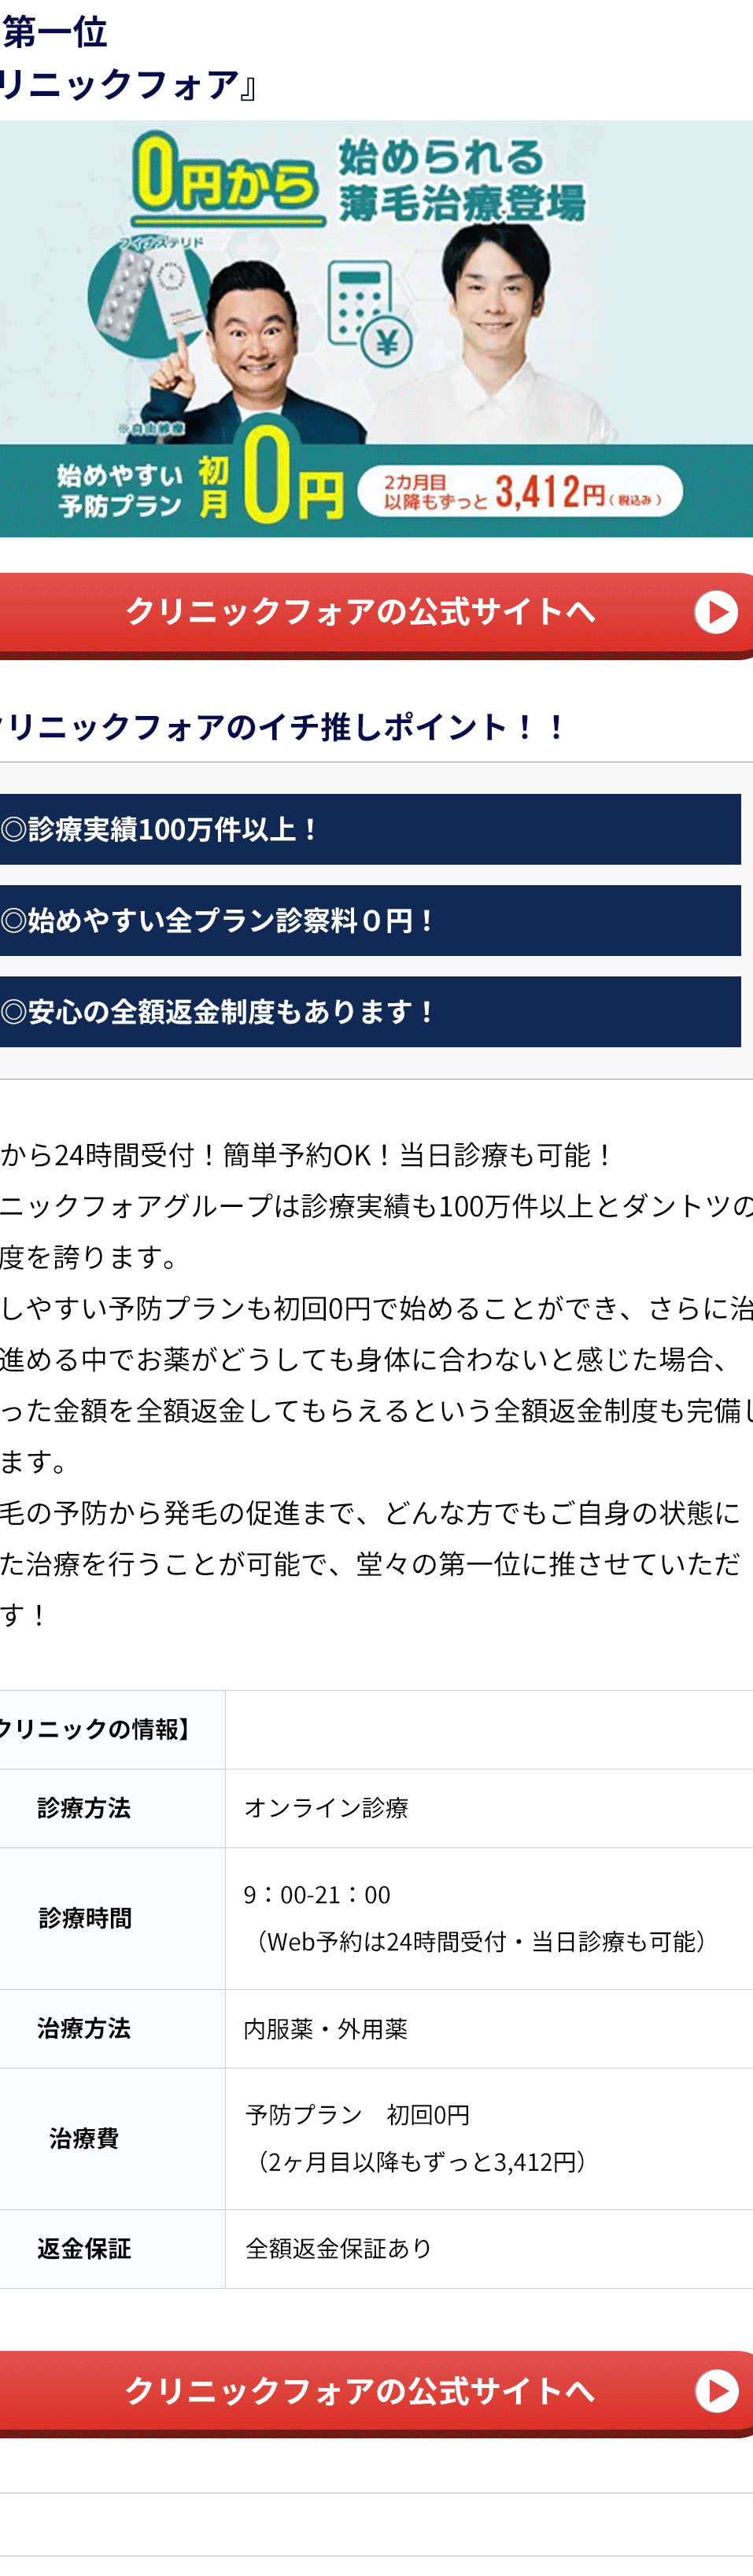 第一位
リニックフォア』
0円から 始められる
薄毛治療登場
フィナステリド
※自由診療
始めやすい
予防プラン
初月0円
2カ月目
以降もずっと 3,412円(税込み)
クリニックフォアの公式サイトへ
クリニックフォアのイチ推しポイント！！
◎診療実績100万件以上！
◎始めやすい全プラン診察料０円！
◎安心の全額返金制度もあります！
から24時間受付！簡単予約OK！当日診療も可能！
ニックフォアグループは診療実績も100万件以上とダントツの
度を誇ります。
しやすい予防プランも初回0円で始めることができ、さらに治
進める中でお薬がどうしても身体に合わないと感じた場合、
った金額を全額返金してもらえるという全額返金制度も完備し
ます。
毛の予防から発毛の促進まで、どんな方でもご自身の状態に
た治療を行うことが可能で、堂々の第一位に推させていただ
す！
クリニックの情報】
診療方法 オンライン診療
診療時間 9：00-21：00
（Web予約は24時間受付・当日診療も可能）
治療方法 内服薬・外用薬
治療費 予防プラン　初回0円
（2ヶ月目以降もずっと3,412円）
返金保証 全額返金保証あり
クリニックフォアの公式サイトへ